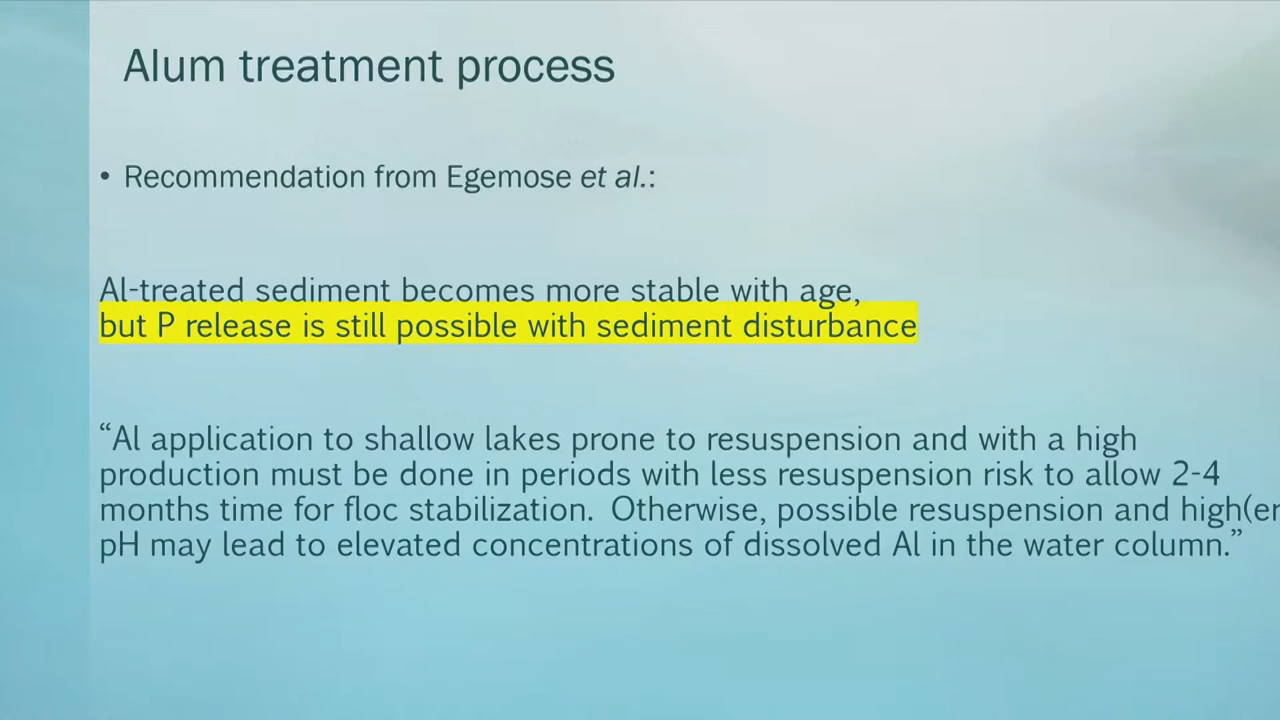 Alum treatment process
• Recommendation from Egemose et al.:
Al-treated sediment becomes more stable with age,
but P release is still possible with sediment disturbance
“Al application to shallow lakes prone to resuspension and with a high
production must be done in periods with less resuspension risk to allow 2-4
months time for floc stabilization. Otherwise, possible resuspension and high(er
pH may lead to elevated concentrations of dissolved Al in the water column.”